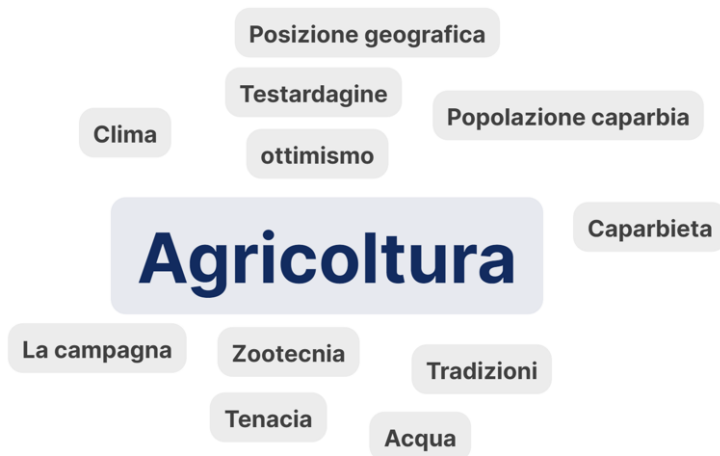 Posizione geografica
Testardagine
Popolazione caparbia
Clima
ottimismo
Agricoltura
Caparbieta
La campagna
Zootecnia
Tradizioni
Tenacia
Acqua